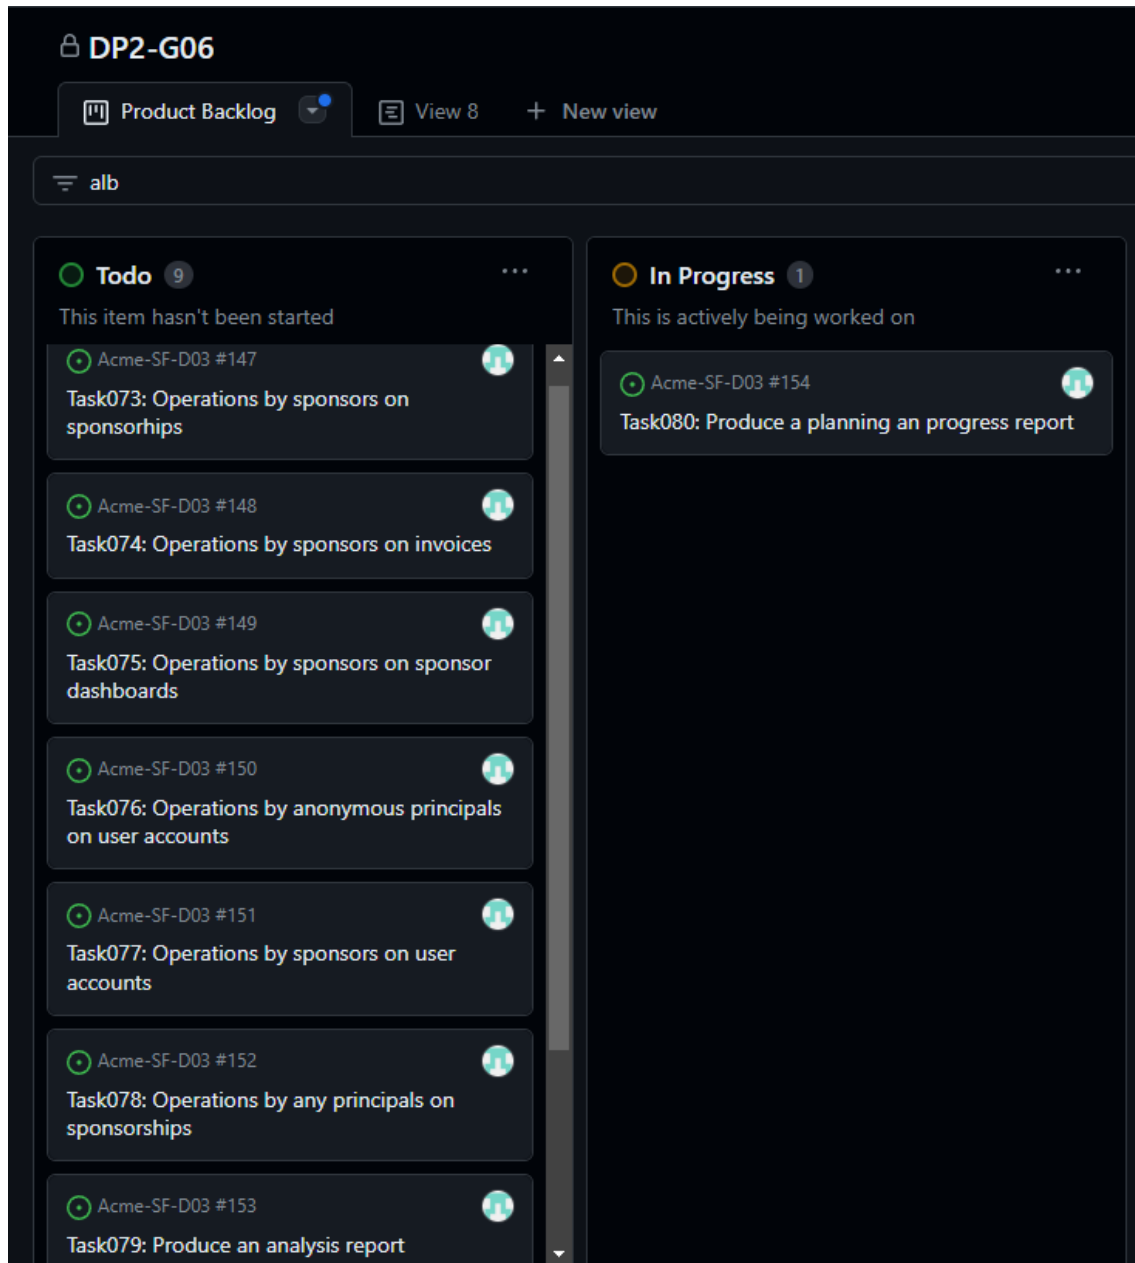 DP2-G06
Product Backlog
View 8
+ New view
alb
Todo 9
This item hasn't been started
Acme-SF-D03 #147
Task073: Operations by sponsors on
sponsorhips
Acme-SF-D03 #148
Task074: Operations by sponsors on invoices
Acme-SF-D03 #149
Task075: Operations by sponsors on sponsor
dashboards
Acme-SF-D03 #150
Task076: Operations by anonymous principals
on user accounts
Acme-SF-D03 #151
Task077: Operations by sponsors on user
accounts
Acme-SF-D03 #152
Task078: Operations by any principals on
sponsorships
Acme-SF-D03 #153
Task079: Produce an analysis report
In Progress 1
This is actively being worked on
Acme-SF-D03 #154
Task080: Produce a planning an progress report